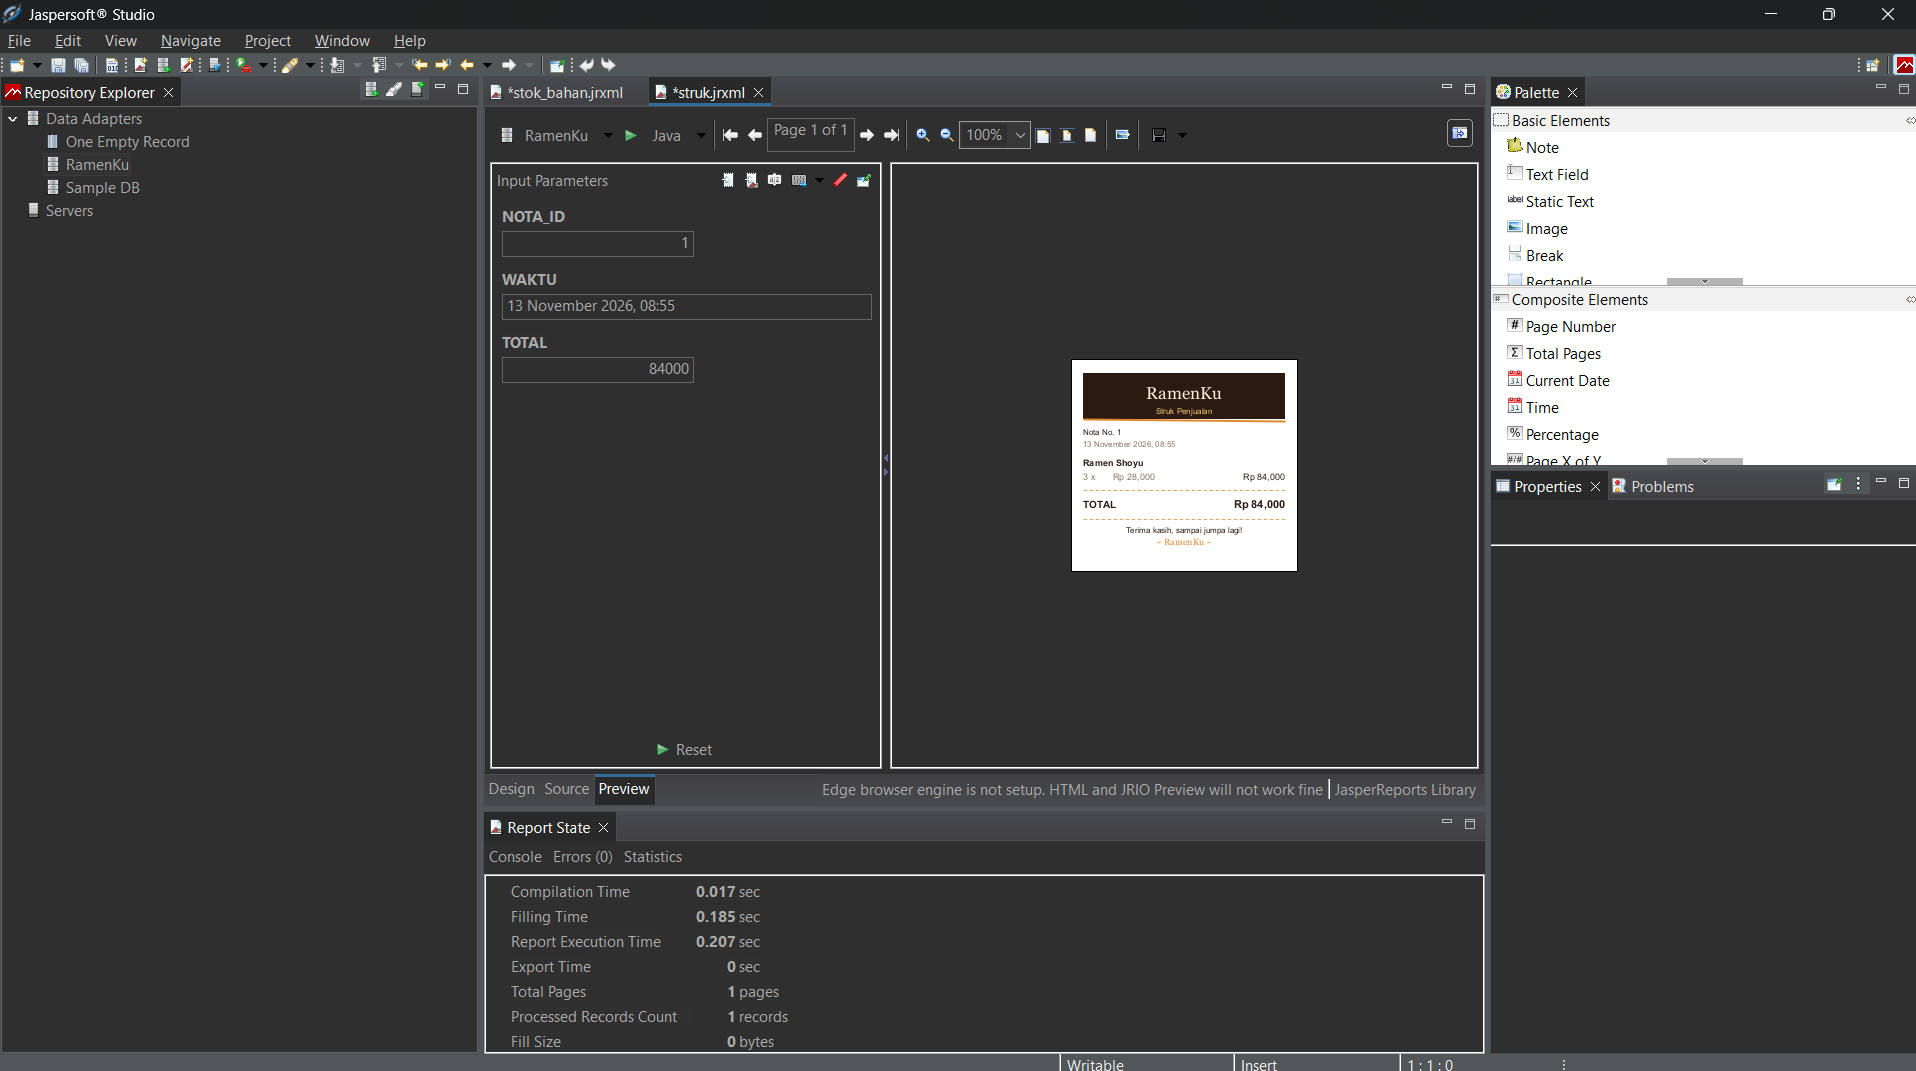 Jaspersoft® Studio
File Edit View Navigate Project Window Help
Repository Explorer
Data Adapters
One Empty Record
RamenKu
Sample DB
Servers
*stok_bahan.jrxml
*struk.jrxml
RamenKu
Java
Page 1 of 1
100%
Input Parameters
NOTA_ID
1
WAKTU
13 November 2026, 08:55
TOTAL
84000
Reset
RamenKu
Struk Penjualan
Nota No. 1
13 November 2026, 08:55
Ramen Shoyu
3 x Rp 28,000 Rp 84,000
TOTAL Rp 84,000
Terima kasih, sampai jumpa lagi!
~ RamenKu ~
Design Source Preview
Edge browser engine is not setup. HTML and JRIO Preview will not work fine
JasperReports Library
Report State
Console Errors (0) Statistics
Compilation Time 0.017 sec
Filling Time 0.185 sec
Report Execution Time 0.207 sec
Export Time 0 sec
Total Pages 1 pages
Processed Records Count 1 records
Fill Size 0 bytes
Palette
Basic Elements
Note
Text Field
Static Text
Image
Break
Rectangle
Composite Elements
Page Number
Total Pages
Current Date
Time
Percentage
Page X of Y
Properties
Problems
Writable Insert 1 : 1 : 0